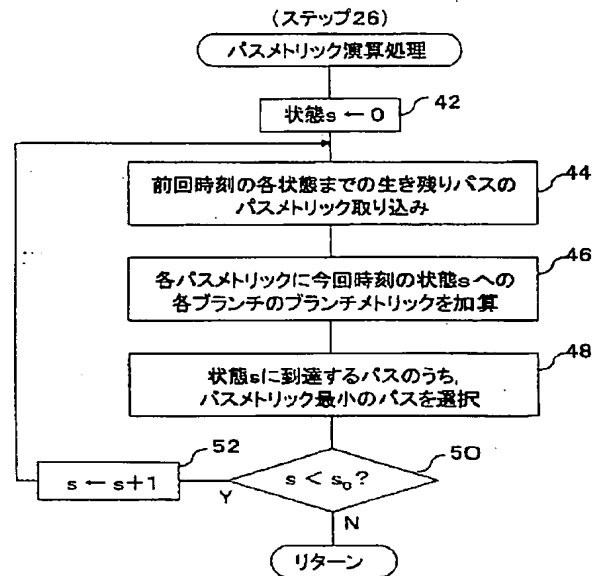 (ステップ26)
パスメトリック演算処理
状態s ← 0
42
前回時刻の各状態までの生き残りパスの
パスメトリック取り込み
44
各パスメトリックに今回時刻の状態sへの
各ブランチのブランチメトリックを加算
46
状態sに到達するパスのうち,
パスメトリック最小のパスを選択
48
s < s₀?
50
Y
52
s ← s+1
N
リターン